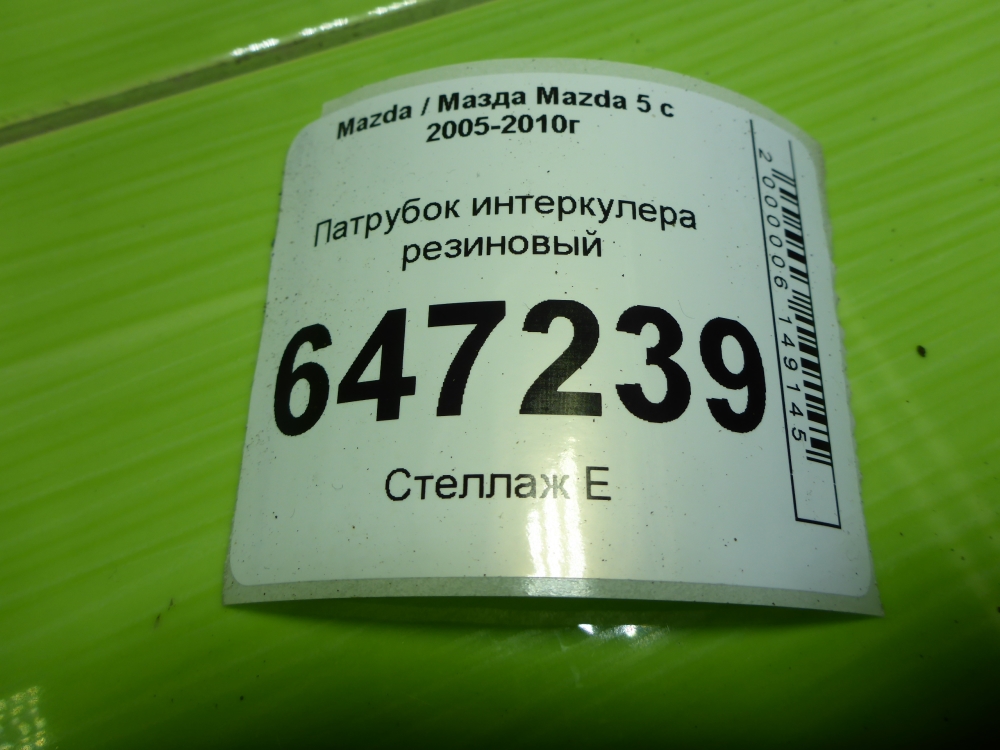 Mazda / Мазда Mazda 5 с
2005-2010г
Патрубок интеркулера
резиновый
647239
Стеллаж Е
2000006149145